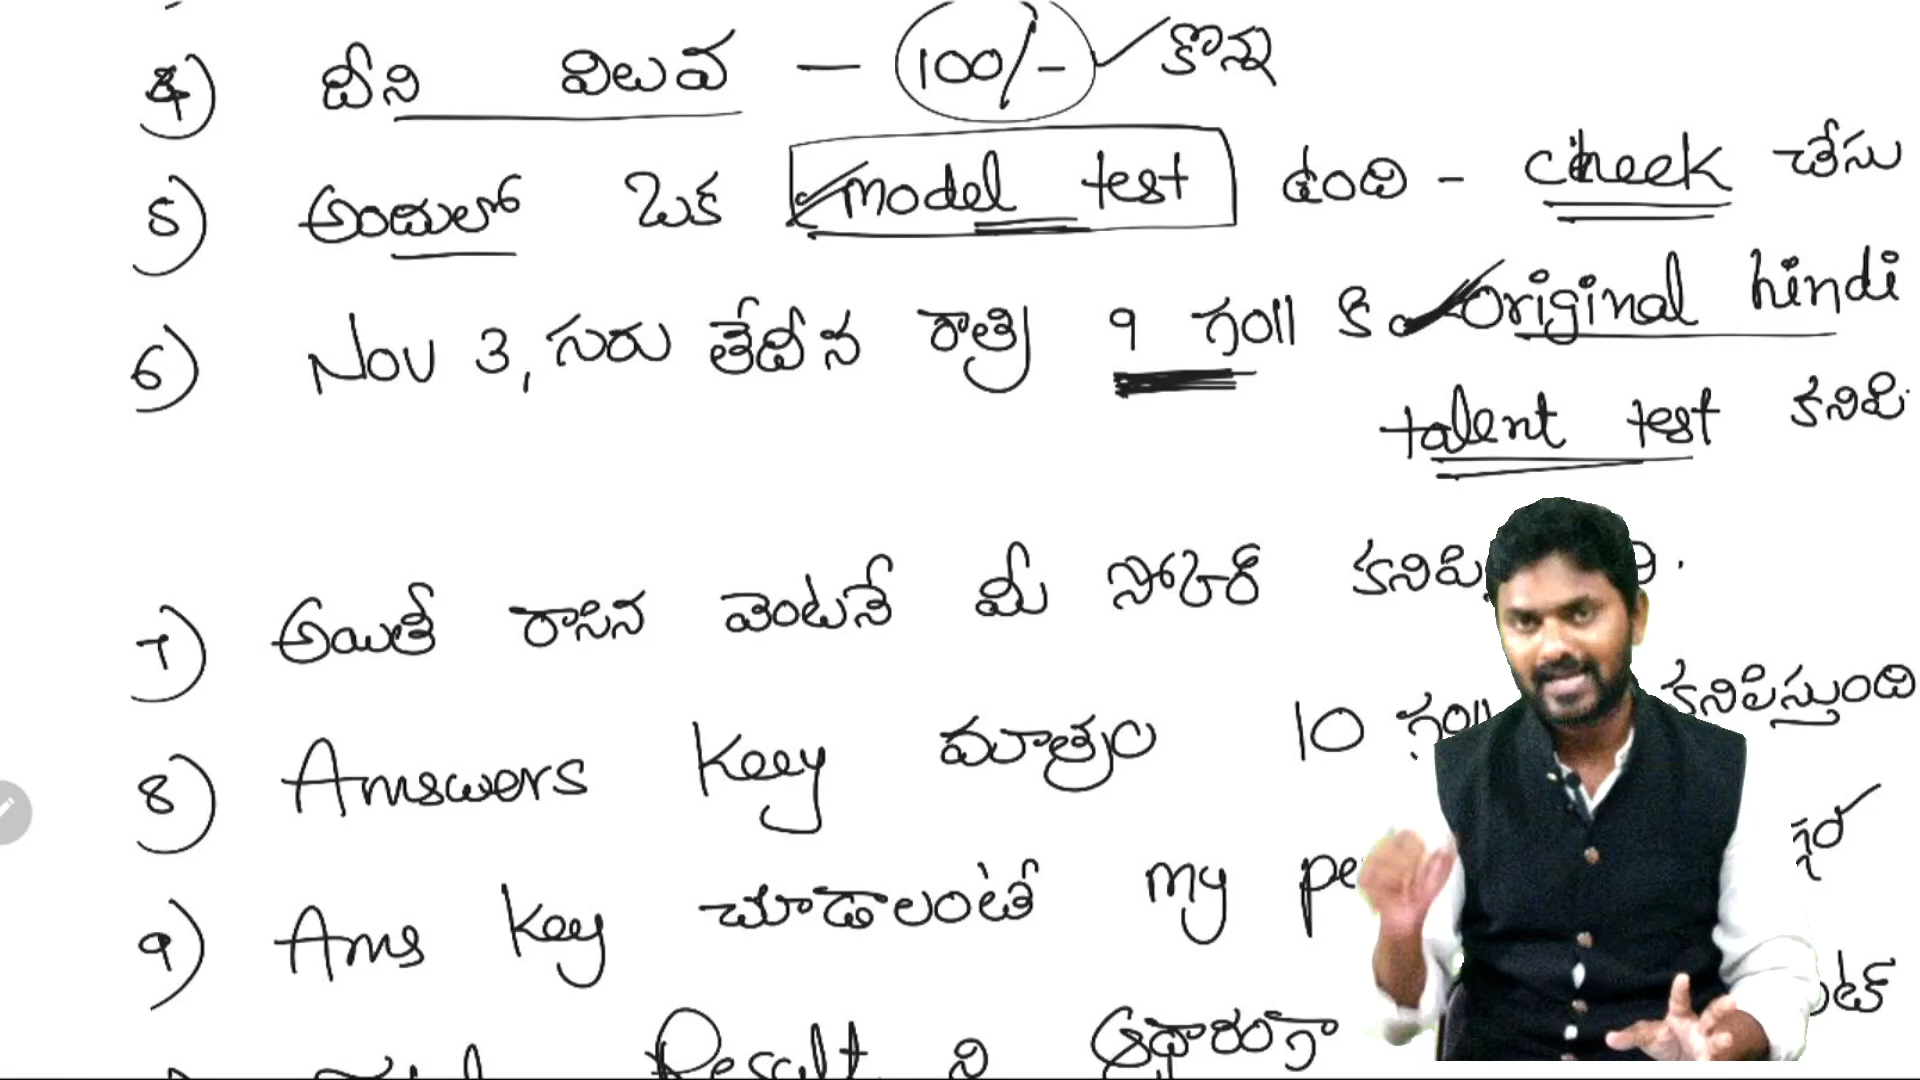 4) దీని విలువ - 100/- కొన్న
5) అందులో ఒక model test ఉంది - check చేసు
6) Nov 3, సరు తేదీన రాత్రి 9 గం|| కి Original hindi
talent test కనిపి
7) అయితే రాసిన వెంటనే మీ స్కోర్ కనిపి
8) Answers Key మాత్రం 10 గం|| కనిపిస్తుంది
9) Ans Key చూడాలంటే my pe
Result ని ఆధారంగా